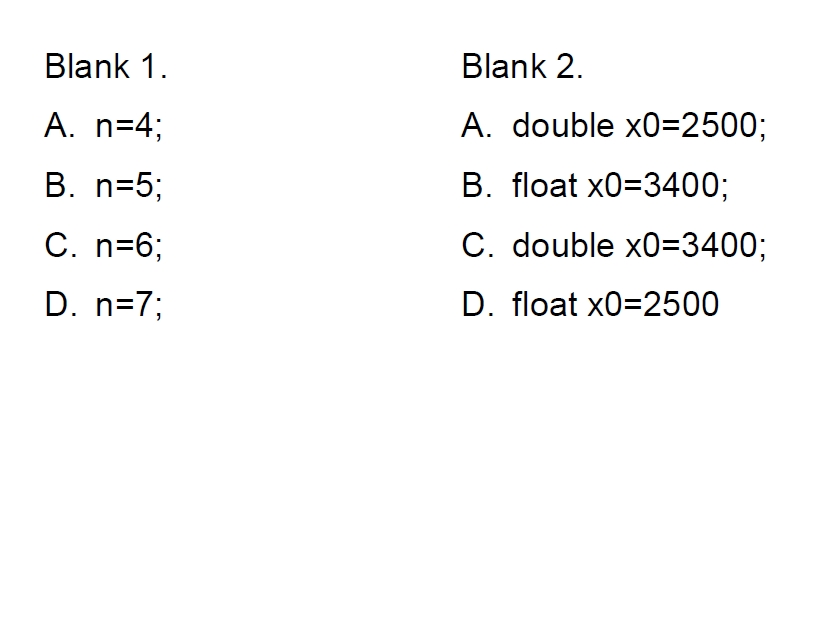 Blank 1.
A. n=4;
B. n=5;
C. n=6;
D. n=7;
Blank 2.
A. double x0=2500;
B. float x0=3400;
C. double x0=3400;
D. float x0=2500